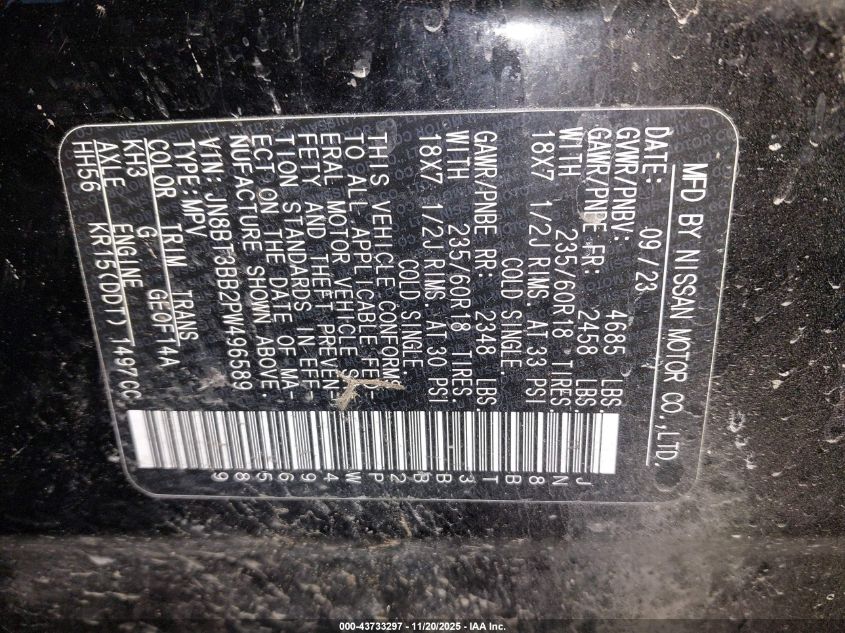 MFD BY NISSAN MOTOR CO.,LTD.
DATE: 09/23
GVWR/PNBV: 4685 LBS.
GAWR/PNBE FR: 2458 LBS.
WITH 235/60R18 TIRES.
18X7 1/2J RIMS. AT 33 PSI
COLD SINGLE.
GAWR/PNBE RR: 2348 LBS.
WITH 235/60R18 TIRES.
18X7 1/2J RIMS. AT 30 PSI
COLD SINGLE.
THIS VEHICLE CONFORMS
TO ALL APPLICABLE FED-
ERAL MOTOR VEHICLE SA-
FETY AND THEFT PREVEN-
TION STANDARDS IN EFF-
ECT ON THE DATE OF MA-
NUFACTURE SHOWN ABOVE.
VIN: JN8BT3BB2PW496589
TYPE: MPV
COLOR TRIM TRANS
KH3 G GE0F14A
AXLE ENGINE
HH56 KR15(DDT) 1497CC
JN8BT3BB2PW496589
000-43733297 - 11/20/2025 - IAA Inc.